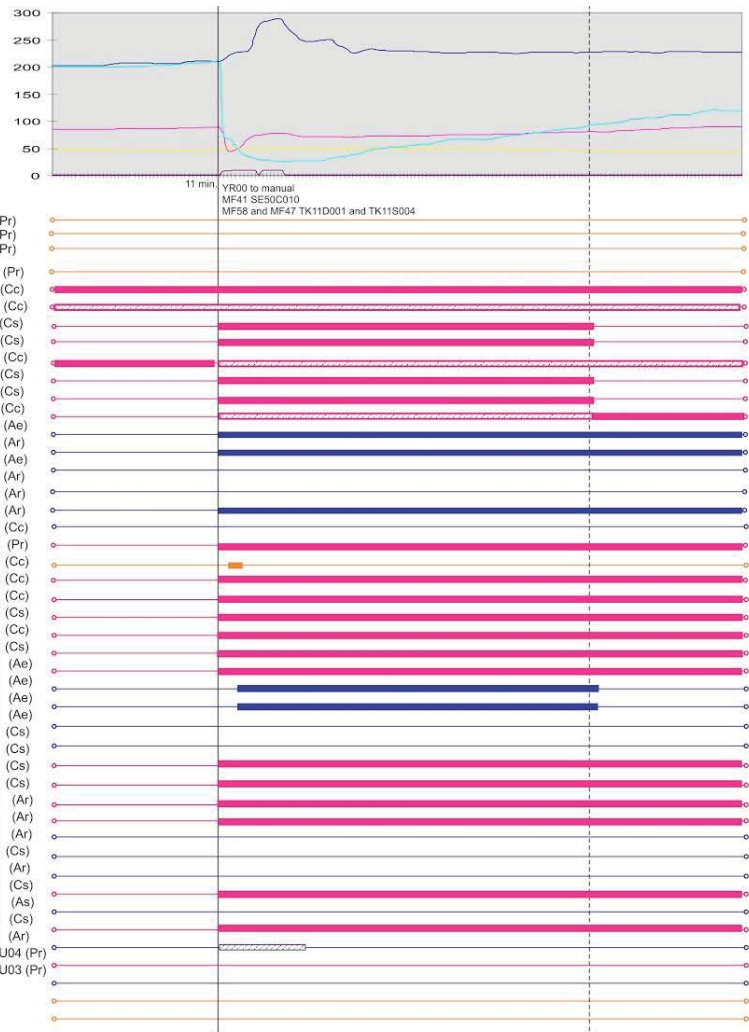 300
250
200
150
100
50
0
11 min.
YR00 to manual
MF41 SE50C010
MF58 and MF47 TK11D001 and TK11S004
Pr)
Pr)
Pr)
(Pr)
(Cc)
(Cc)
(Cs)
(Cs)
(Cc)
(Cs)
(Cs)
(Cc)
(Ae)
(Ar)
(Ae)
(Ar)
(Ar)
(Ar)
(Cc)
(Pr)
(Cc)
(Cc)
(Cc)
(Cs)
(Cc)
(Cs)
(Ae)
(Ae)
(Ae)
(Ae)
(Cs)
(Cs)
(Cs)
(Cs)
(Ar)
(Ar)
(Ar)
(Cs)
(Ar)
(Cs)
(As)
(Cs)
(Ar)
U04 (Pr)
U03 (Pr)